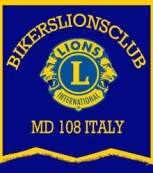 BIKERSLIONSCLUB
LIONS
L
INTERNATIONAL
MD 108 ITALY